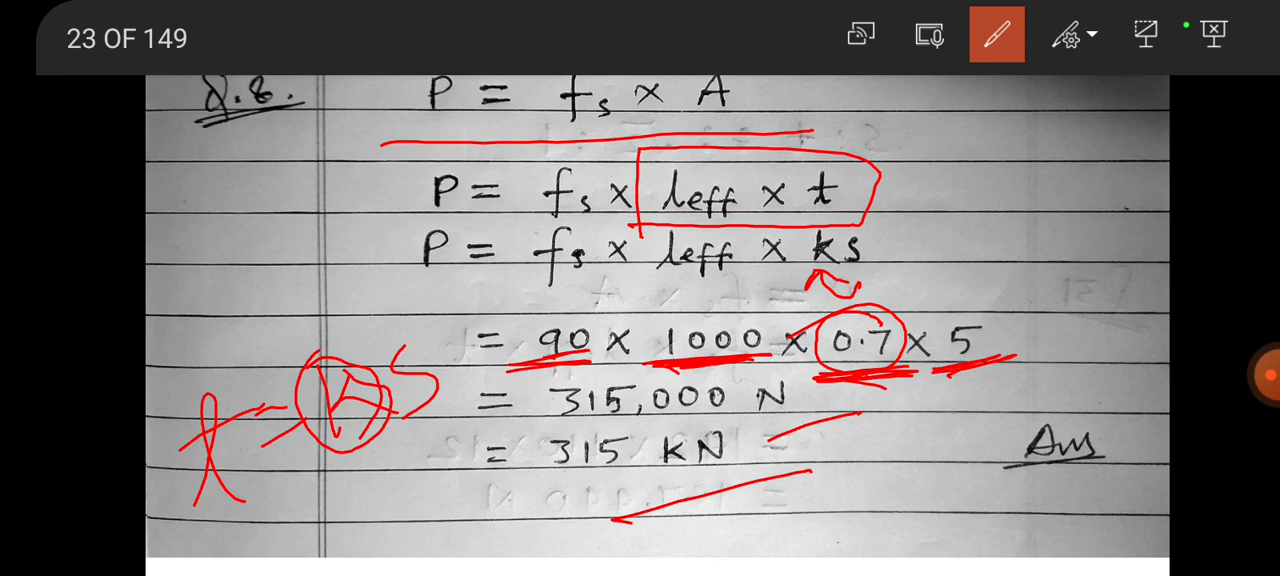 23 OF 149
Q.8. P = fs × A
P = fs × leff × t
P = fs × leff × ks
= 90 × 1000 × 0.7 × 5
t = KS
= 315,000 N
= 315 KN Ans